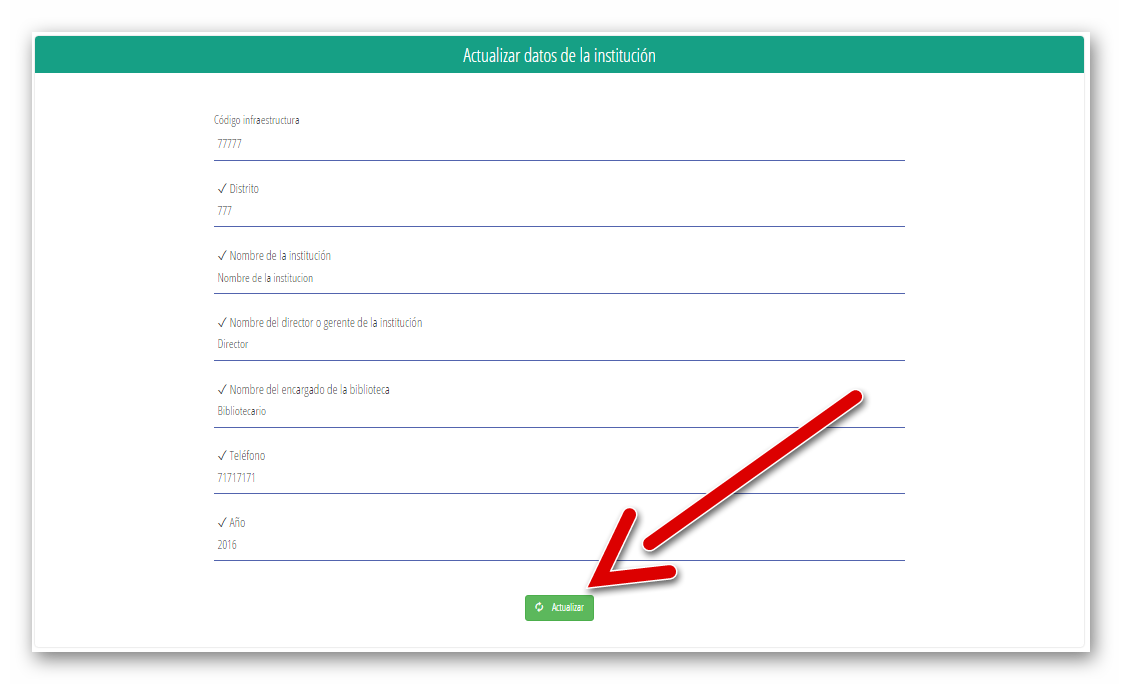 Actualizar datos de la institución
Código infraestructura
77777
✓ Distrito
777
✓ Nombre de la institución
Nombre de la institucion
✓ Nombre del director o gerente de la institución
Director
✓ Nombre del encargado de la biblioteca
Bibliotecario
✓ Teléfono
71717171
✓ Año
2016
Actualizar